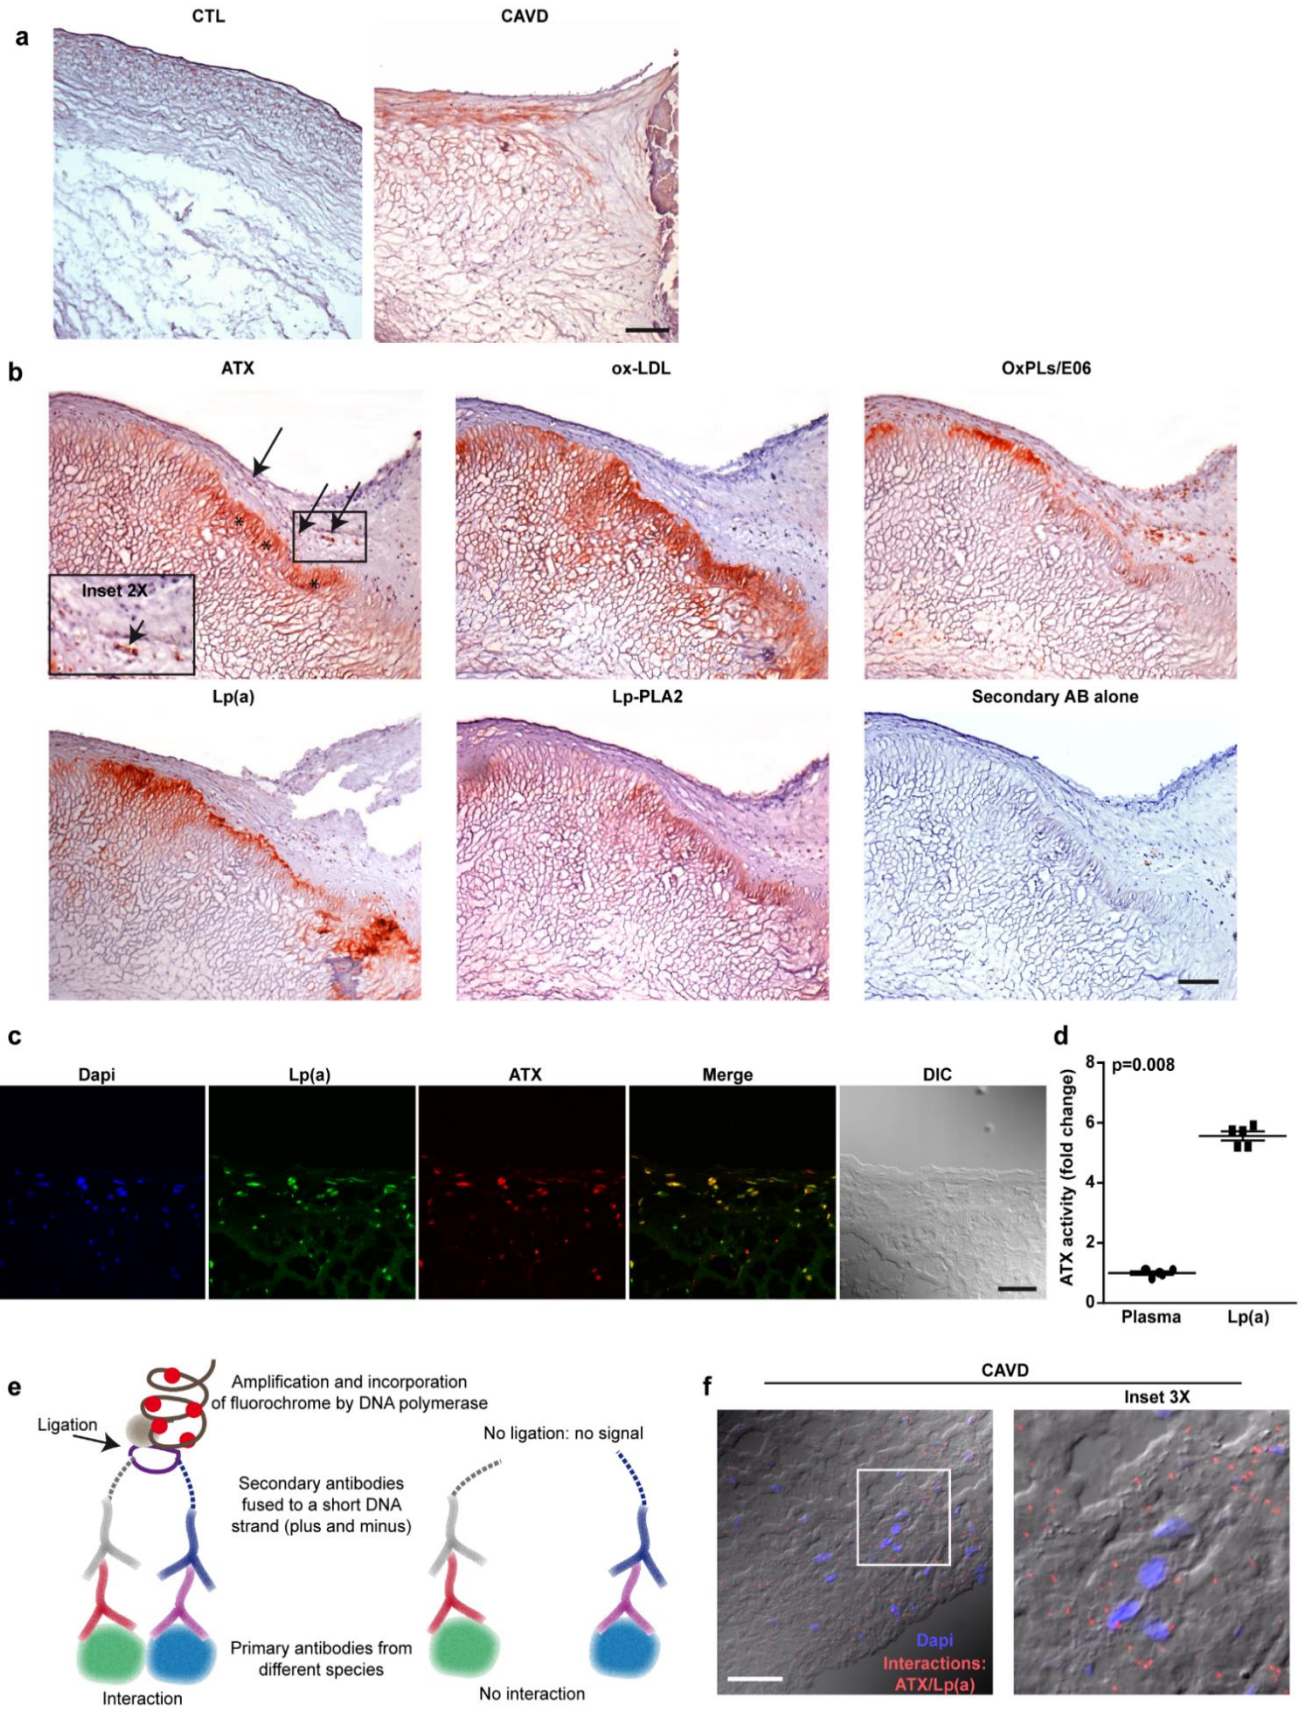 a
CTL
CAVD
b
ATX
ox-LDL
OxPLs/E06
*
*
*
Inset 2X
Lp(a)
Lp-PLA2
Secondary AB alone
c
Dapi
Lp(a)
ATX
Merge
DIC
d
p=0.008
ATX activity (fold change)
8
6
4
2
0
Plasma
Lp(a)
e
Amplification and incorporation
of fluorochrome by DNA polymerase
Ligation
No ligation: no signal
Secondary antibodies
fused to a short DNA
strand (plus and minus)
Primary antibodies from
different species
Interaction
No interaction
f
CAVD
Inset 3X
Dapi
Interactions:
ATX/Lp(a)